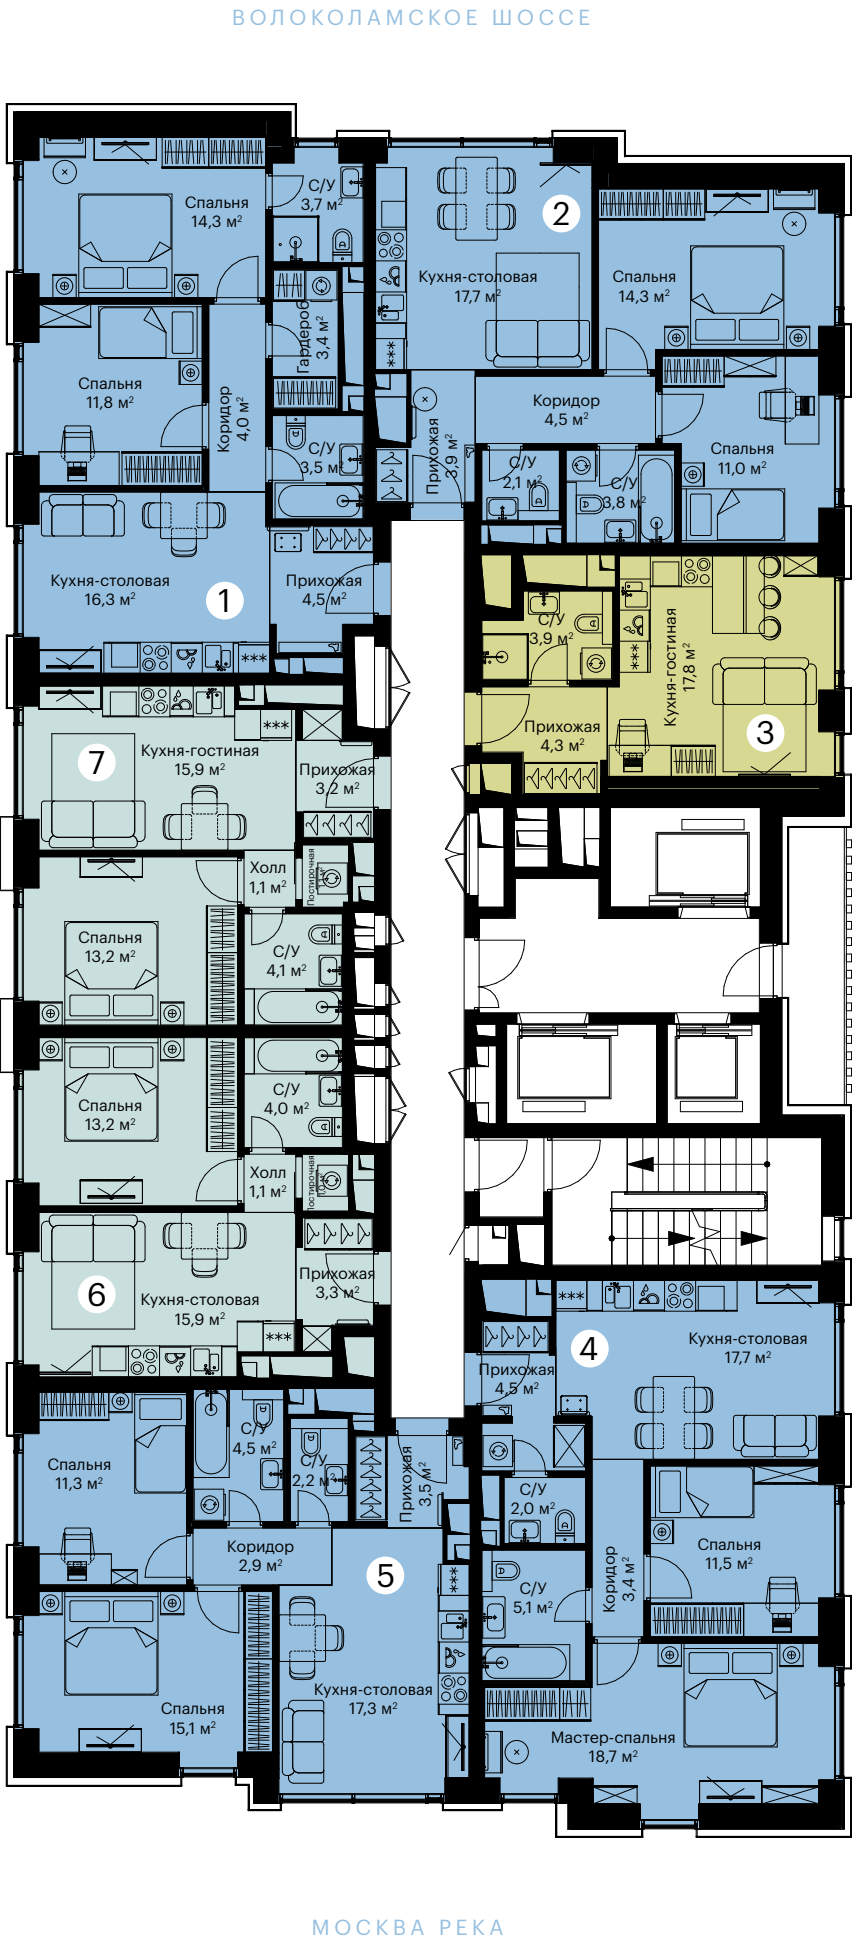 ВОЛОКОЛАМСКОЕ ШОССЕ
Спальня
14,3 м²
С/У
3,7 м²
Гардероб
3,4 м²
Спальня
11,8 м²
Коридор
4,0 м²
С/У
3,5 м²
Кухня-столовая
16,3 м²
1
Прихожая
4,5 м²
2
Кухня-столовая
17,7 м²
Спальня
14,3 м²
Коридор
4,5 м²
Прихожая
3,9 м²
С/У
2,1 м²
С/У
3,8 м²
Спальня
11,0 м²
С/У
3,9 м²
Кухня-гостиная
17,8 м²
Прихожая
4,3 м²
3
7
Кухня-гостиная
15,9 м²
Прихожая
3,2 м²
Холл
1,1 м²
Постирочная
Спальня
13,2 м²
С/У
4,1 м²
Спальня
13,2 м²
С/У
4,0 м²
Холл
1,1 м²
Постирочная
6
Кухня-столовая
15,9 м²
Прихожая
3,3 м²
4
Кухня-столовая
17,7 м²
Прихожая
4,5 м²
С/У
2,0 м²
С/У
5,1 м²
Коридор
3,4 м²
Спальня
11,5 м²
Мастер-спальня
18,7 м²
Спальня
11,3 м²
С/У
4,5 м²
С/У
2,2 м²
Прихожая
3,5 м²
Коридор
2,9 м²
5
Кухня-столовая
17,3 м²
Спальня
15,1 м²
МОСКВА РЕКА